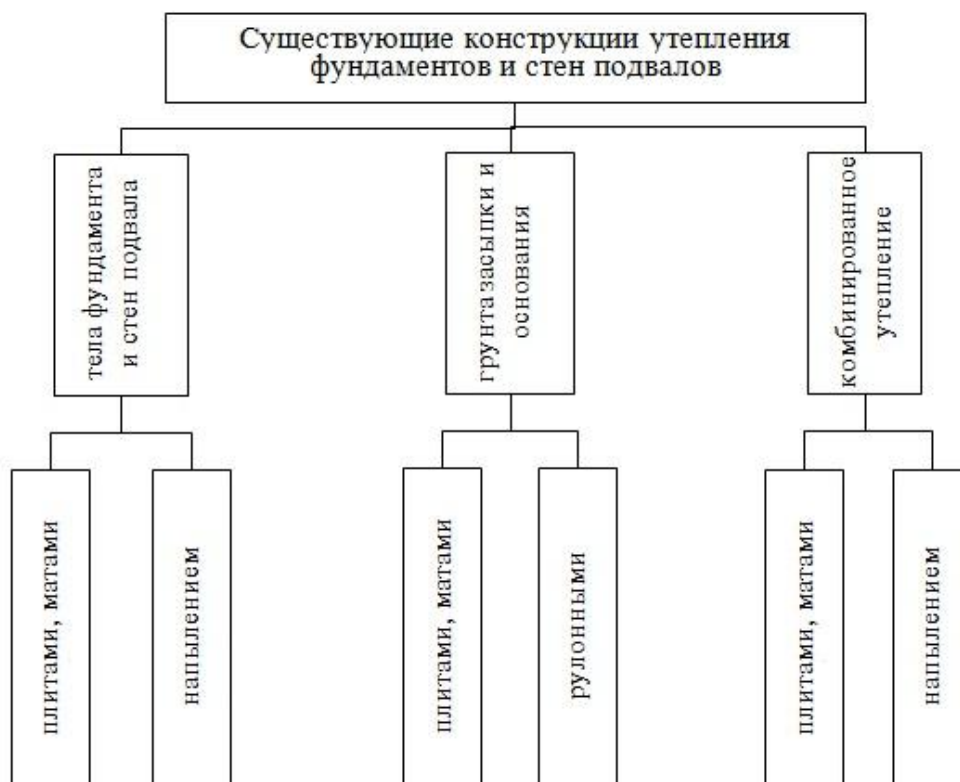 Существующие конструкции утепления
фундаментов и стен подвалов
тела фундамента
и стен подвала
грунта засыпки и
основания
комбинированное
утепление
плитами, матами
напылением
плитами, матами
рулонными
плитами, матами
напылением